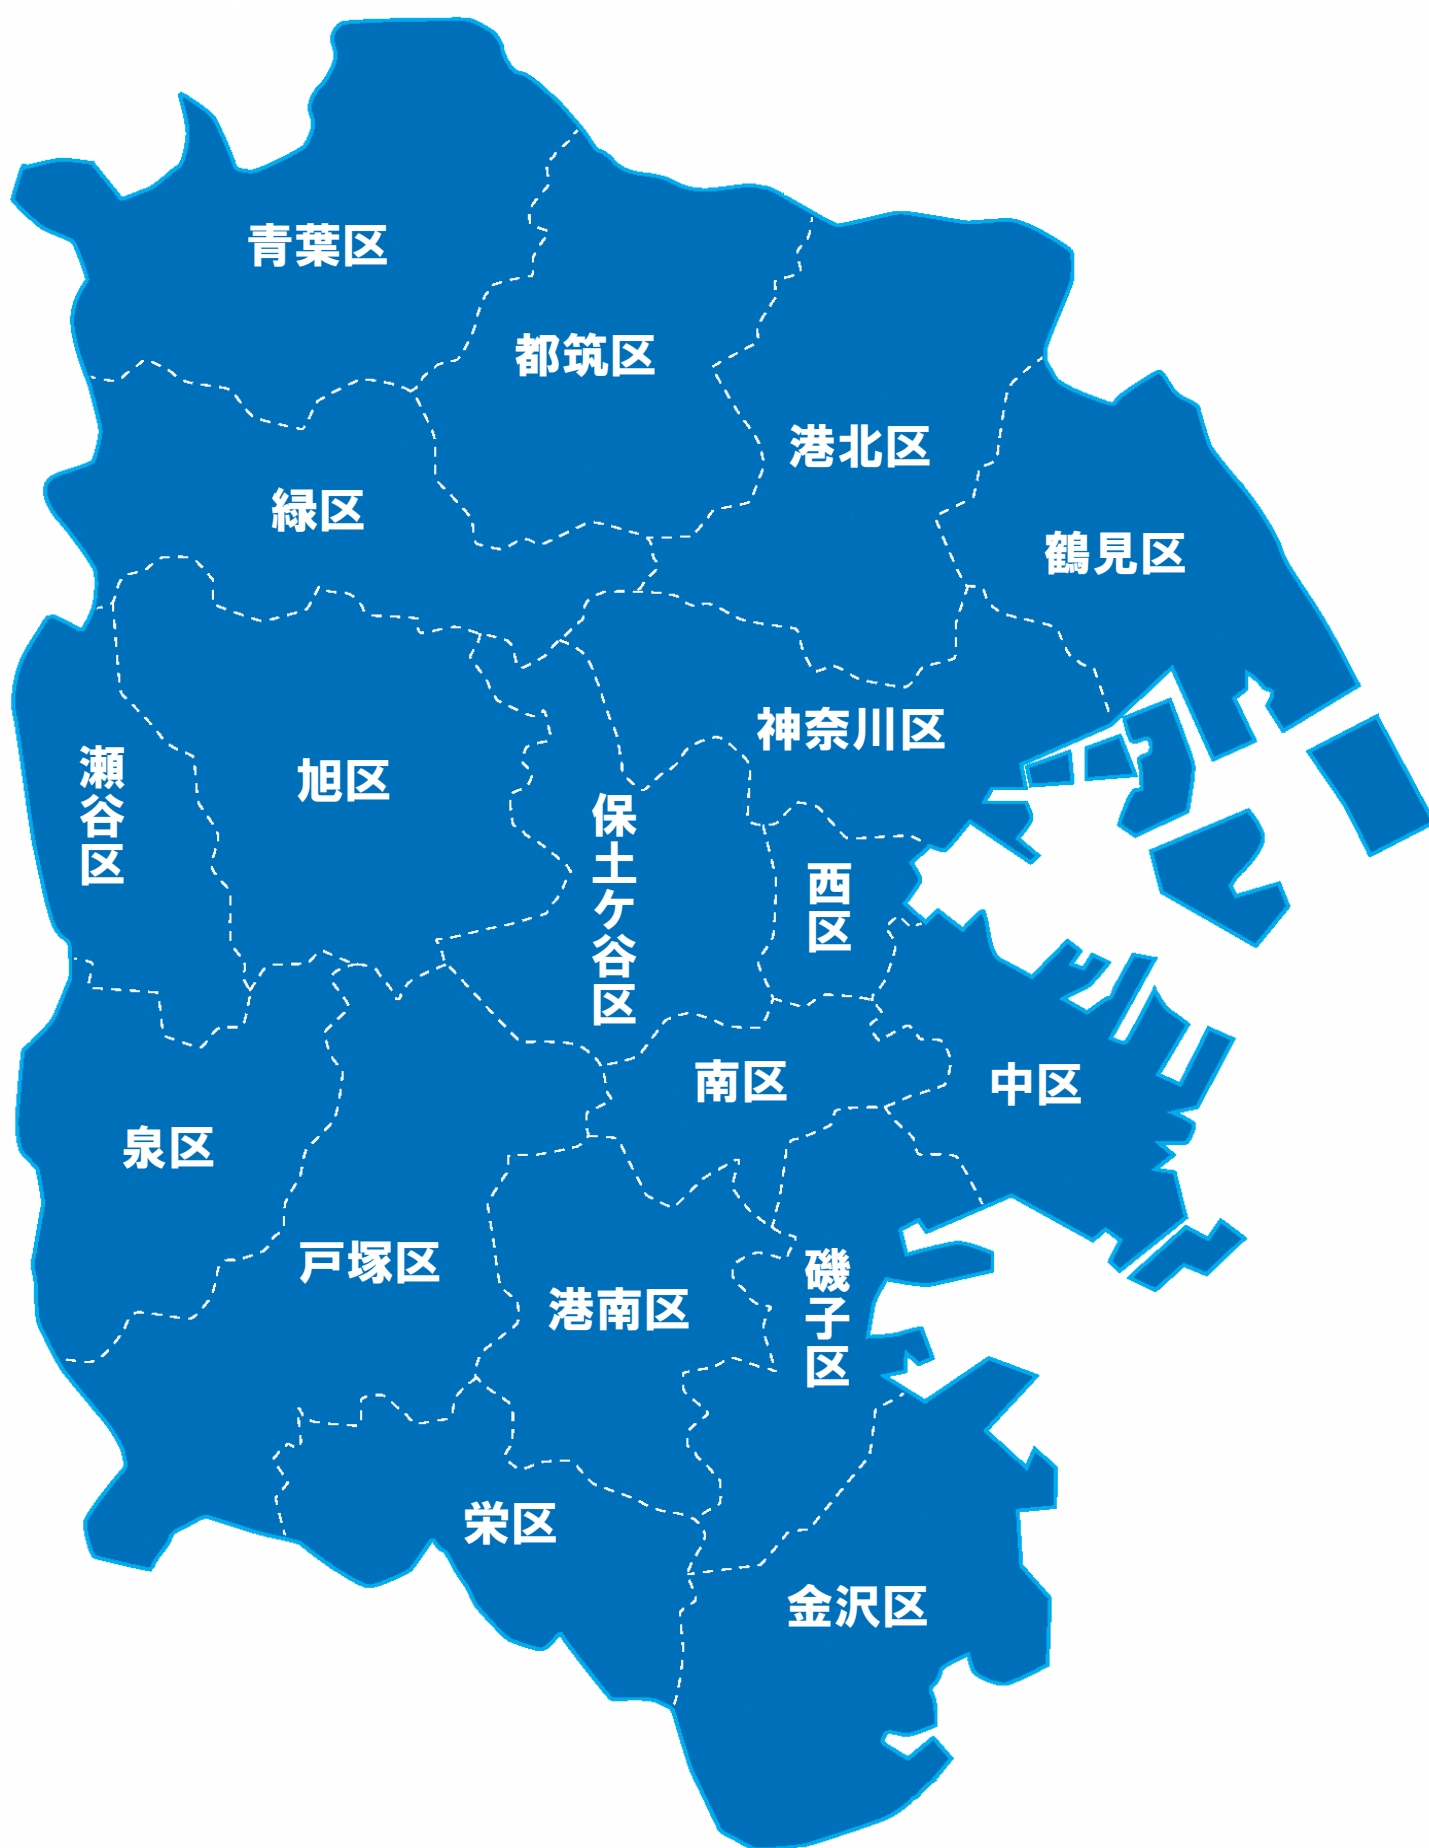 青葉区
都筑区
港北区
緑区
鶴見区
神奈川区
瀬谷区
旭区
保土ケ谷区
西区
南区
中区
泉区
戸塚区
港南区
磯子区
栄区
金沢区